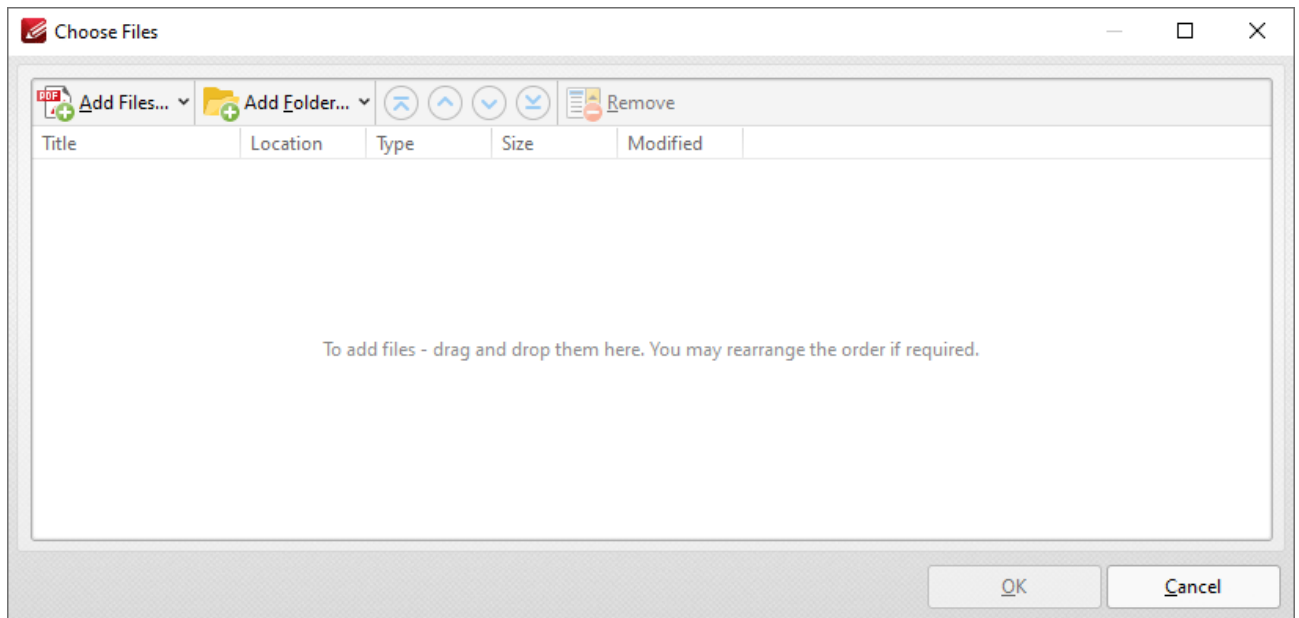 Choose Files
PDF Add Files... Add Folder... Remove
Title Location Type Size Modified
To add files - drag and drop them here. You may rearrange the order if required.
OK Cancel